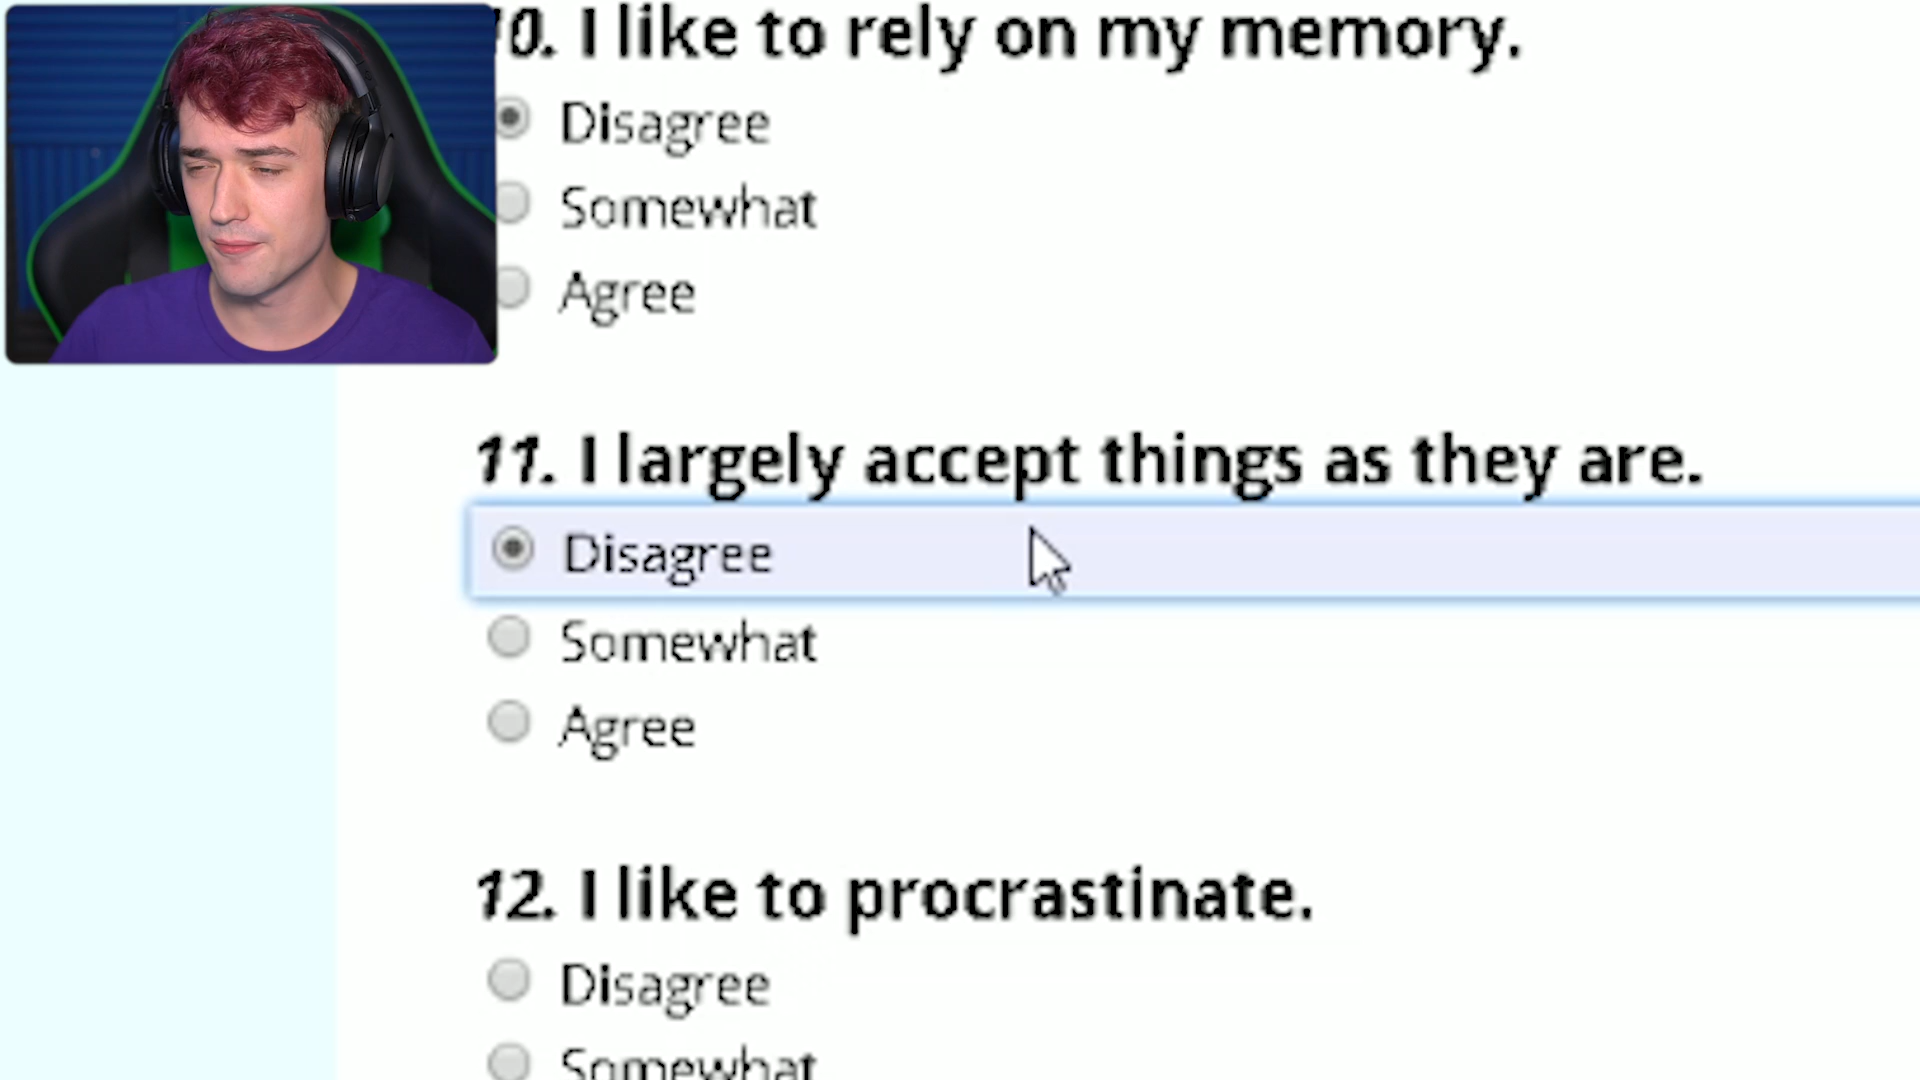 10. I like to rely on my memory.
Disagree
Somewhat
Agree
11. I largely accept things as they are.
Disagree
Somewhat
Agree
12. I like to procrastinate.
Disagree
Somewhat